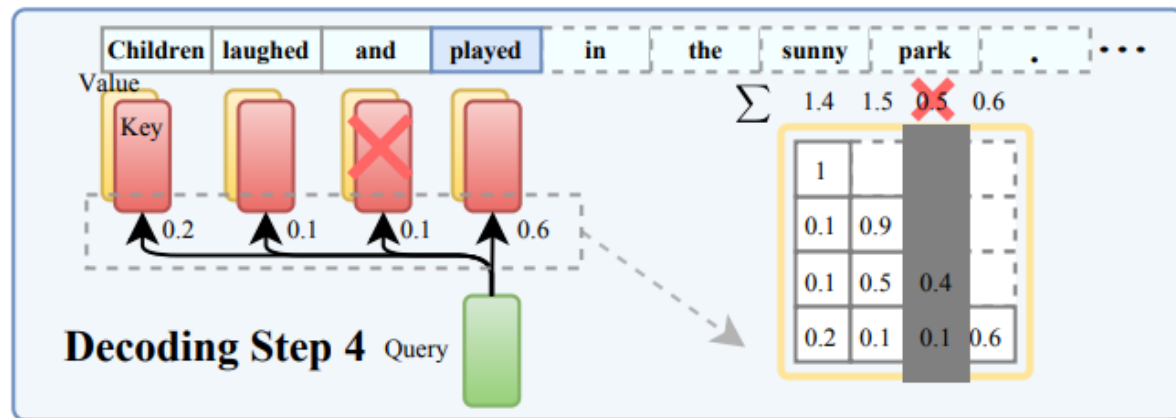 Children laughed and played in the sunny park . ...
Value
Key
∑ 1.4 1.5 0.5 0.6
1
0.2 0.1 0.1 0.6
0.1 0.9
0.1 0.5 0.4
0.2 0.1 0.1 0.6
Decoding Step 4 Query